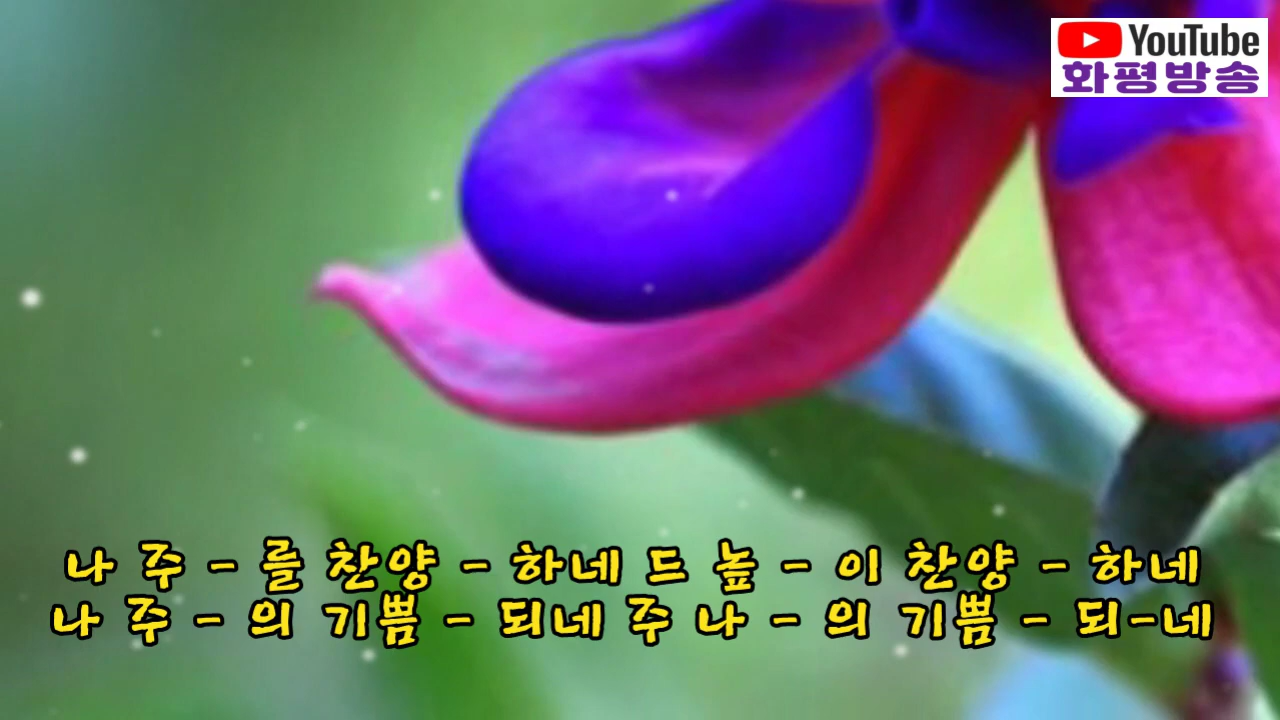 YouTube
화평방송
나 주 - 를 찬양 - 하네 드 높 - 이 찬양 - 하네
나 주 - 의 기쁨 - 되네 주 나 - 의 기쁨 - 되-네